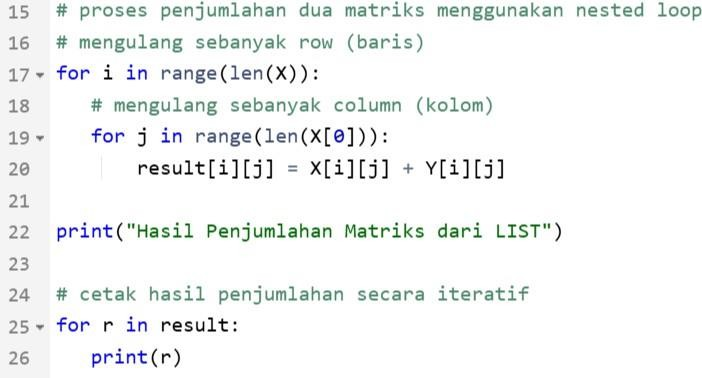 15 # proses penjumlahan dua matriks menggunakan nested loop
16 # mengulang sebanyak row (baris)
17 for i in range(len(X)):
18    # mengulang sebanyak column (kolom)
19    for j in range(len(X[0])):
20        result[i][j] = X[i][j] + Y[i][j]
21
22 print("Hasil Penjumlahan Matriks dari LIST")
23
24 # cetak hasil penjumlahan secara iteratif
25 for r in result:
26    print(r)